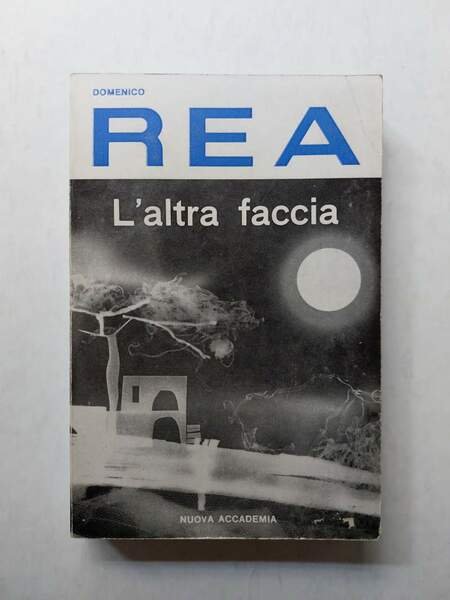 DOMENICO
REA
L'altra faccia
NUOVA ACCADEMIA